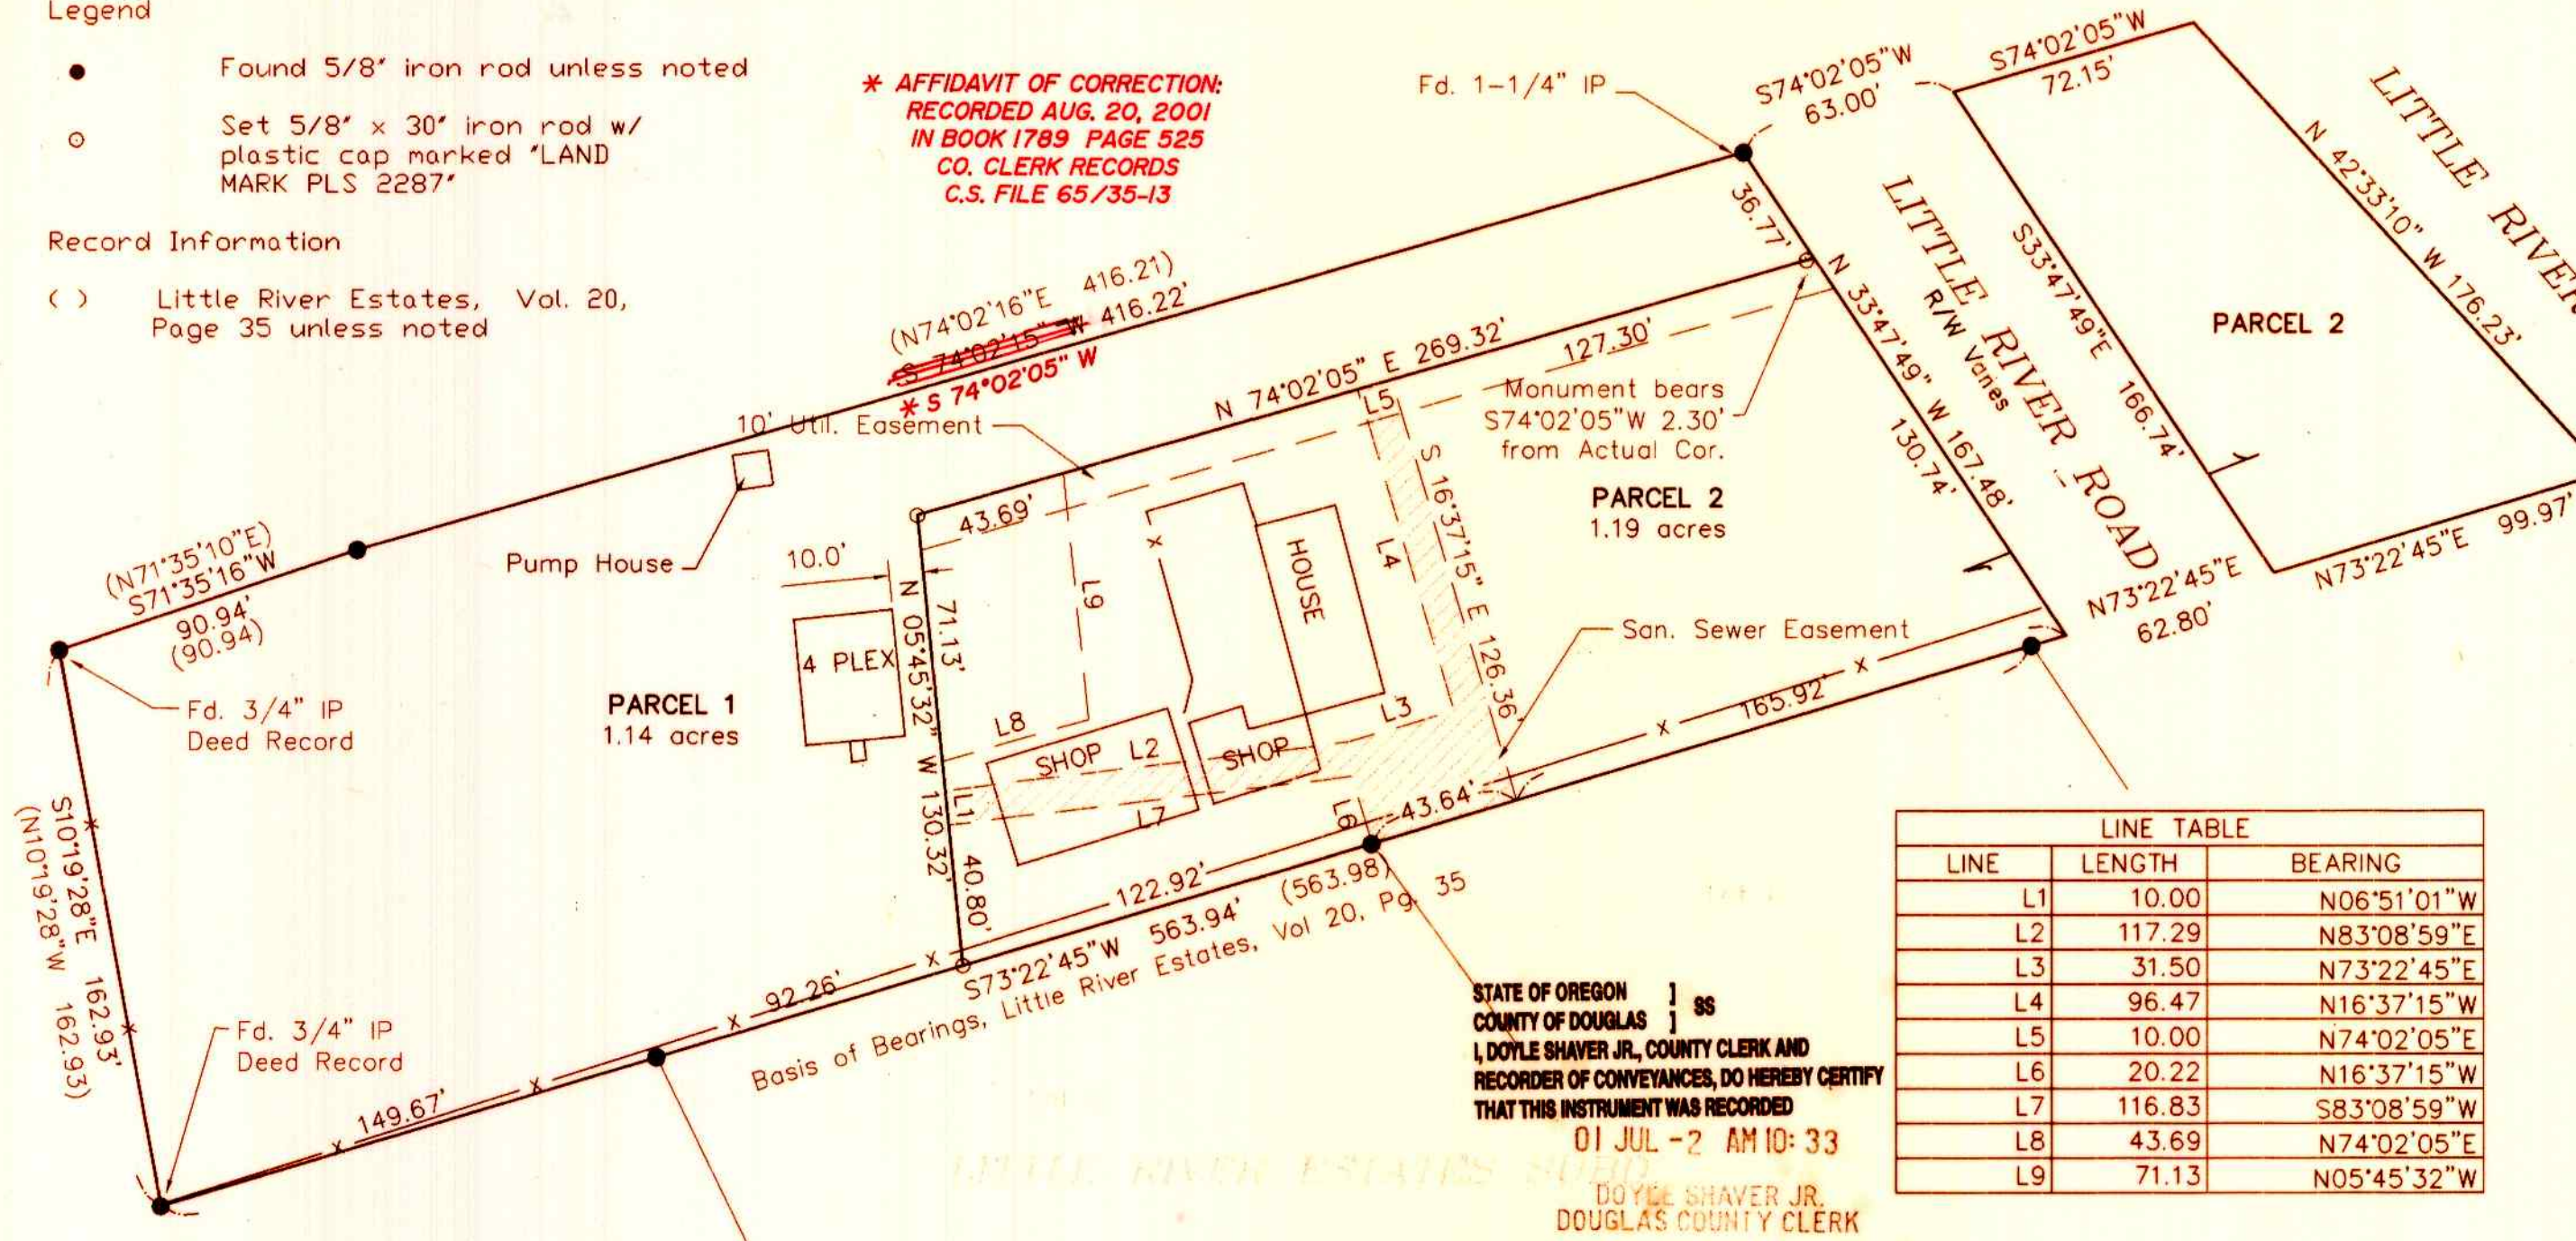 Legend
Found 5/8" iron rod unless noted
Set 5/8" x 30" iron rod w/
plastic cap marked "LAND
MARK PLS 2287"
Record Information
( ) Little River Estates, Vol. 20,
Page 35 unless noted
* AFFIDAVIT OF CORRECTION:
RECORDED AUG. 20, 2001
IN BOOK 1789 PAGE 525
CO. CLERK RECORDS
C.S. FILE 65/35-13
Fd. 1-1/4" IP
S74°02'05"W
63.00'
S74°02'05"W
72.15'
LITTLE RIVER
N 42°33'10" W 176.23'
PARCEL 2
S33°47'49"E 166.74'
LITTLE RIVER ROAD
R/W Varies
N73°22'45"E 99.97'
N73°22'45"E
62.80'
36.77'
N 33°47'49" W 167.48'
130.74'
(N74°02'16"E 416.21)
S 74°02'15" W 416.22'
* S 74°02'05" W
N 74°02'05" E 269.32'
127.30'
10' Util. Easement
L5
Monument bears
S74°02'05"W 2.30'
from Actual Cor.
PARCEL 2
1.19 acres
Pump House
43.69'
10.0'
(N71°35'10"E)
S71°35'16"W
90.94'
(90.94)
Fd. 3/4" IP
Deed Record
PARCEL 1
1.14 acres
4 PLEX
71.13'
N 05°45'32" W 130.32'
40.80'
L9
L8
HOUSE
L4
S 16°37'15" E 126.36'
San. Sewer Easement
L3
SHOP
L2
SHOP
L1
L7
L6
43.64'
165.92'
122.92'
S73°22'45"W 563.94' (563.98)
Basis of Bearings, Little River Estates, Vol 20, Pg. 35
92.26'
149.67'
S10°19'28"E 162.93'
(N10°19'28"W 162.93)
Fd. 3/4" IP
Deed Record
x x x x x x
STATE OF OREGON ] SS
COUNTY OF DOUGLAS ]
I, DOYLE SHAVER JR., COUNTY CLERK AND
RECORDER OF CONVEYANCES, DO HEREBY CERTIFY
THAT THIS INSTRUMENT WAS RECORDED
01 JUL -2 AM 10: 33
DOYLE SHAVER JR.
DOUGLAS COUNTY CLERK
LINE TABLE
LINE LENGTH BEARING
L1 10.00 N06°51'01"W
L2 117.29 N83°08'59"E
L3 31.50 N73°22'45"E
L4 96.47 N16°37'15"W
L5 10.00 N74°02'05"E
L6 20.22 N16°37'15"W
L7 116.83 S83°08'59"W
L8 43.69 N74°02'05"E
L9 71.13 N05°45'32"W
LITTLE RIVER ESTATES